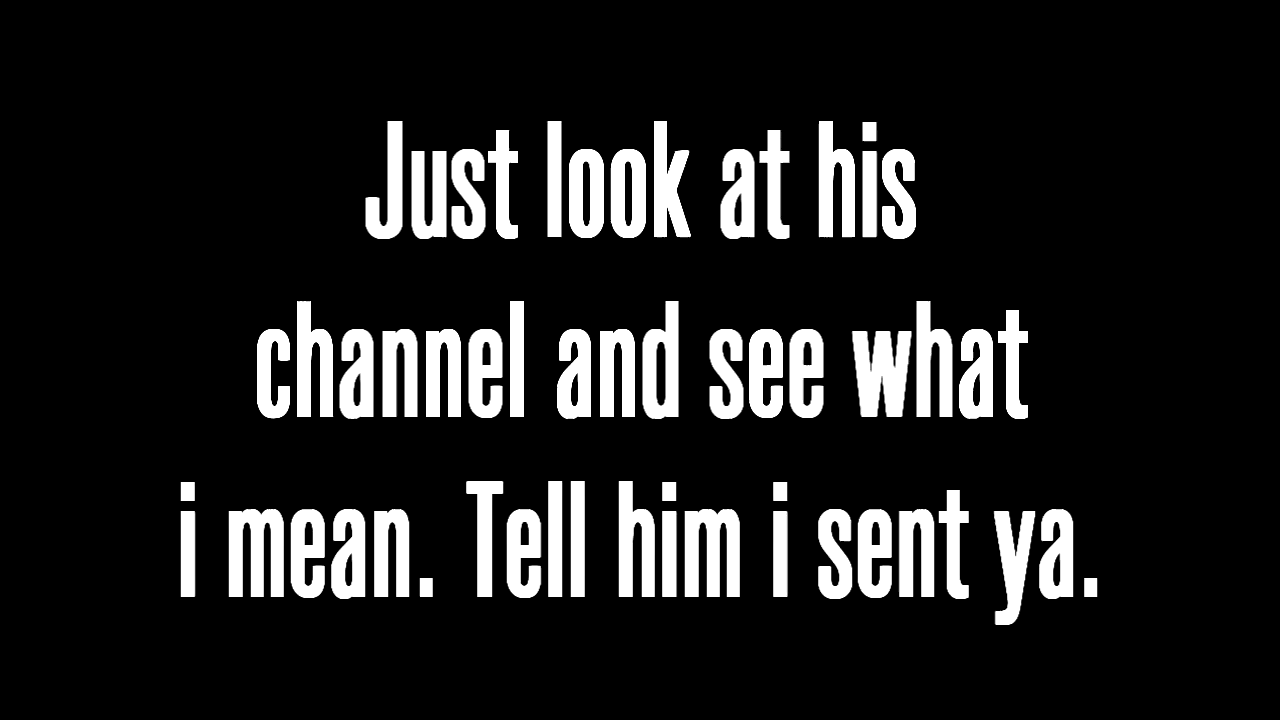 Just look at his
channel and see what
i mean. Tell him i sent ya.